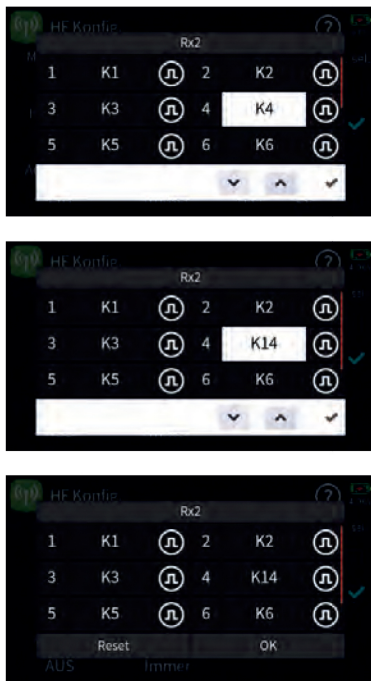 HF Konfig
?
Rx2
1 K1 2 K2
3 K3 4 K4
5 K5 6 K6
HF Konfig
?
Rx2
1 K1 2 K2
3 K3 4 K14
5 K5 6 K6
HF Konfig
?
Rx2
1 K1 2 K2
3 K3 4 K14
5 K5 6 K6
Reset OK
AUS Immer